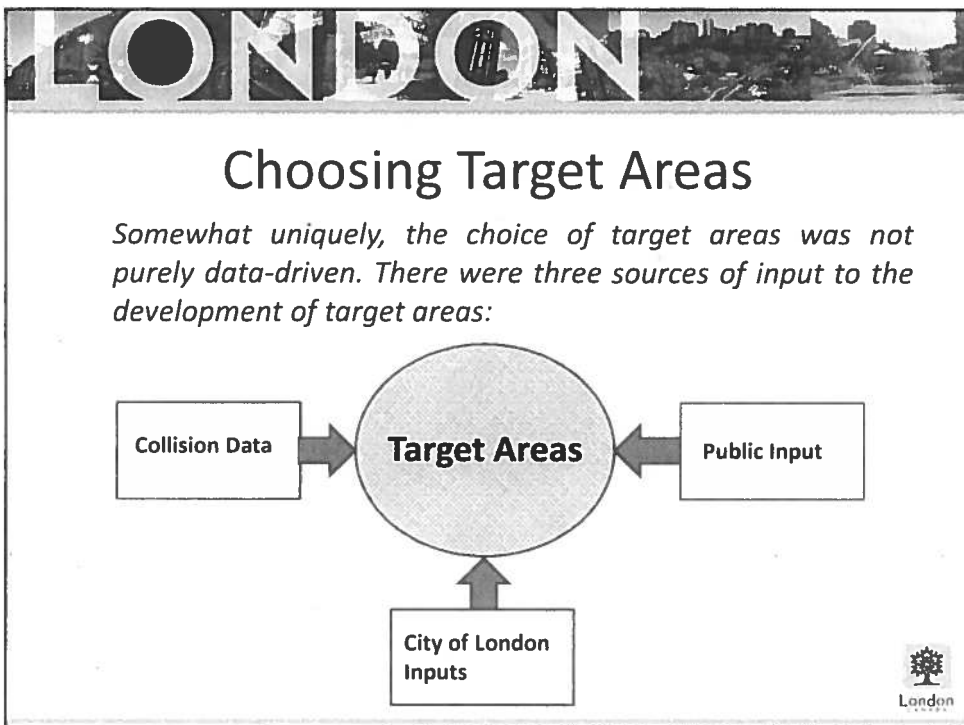 LONDON
Choosing Target Areas
Somewhat uniquely, the choice of target areas was not
purely data-driven. There were three sources of input to the
development of target areas:
Collision Data
Target Areas
Public Input
City of London
Inputs
London
CANADA